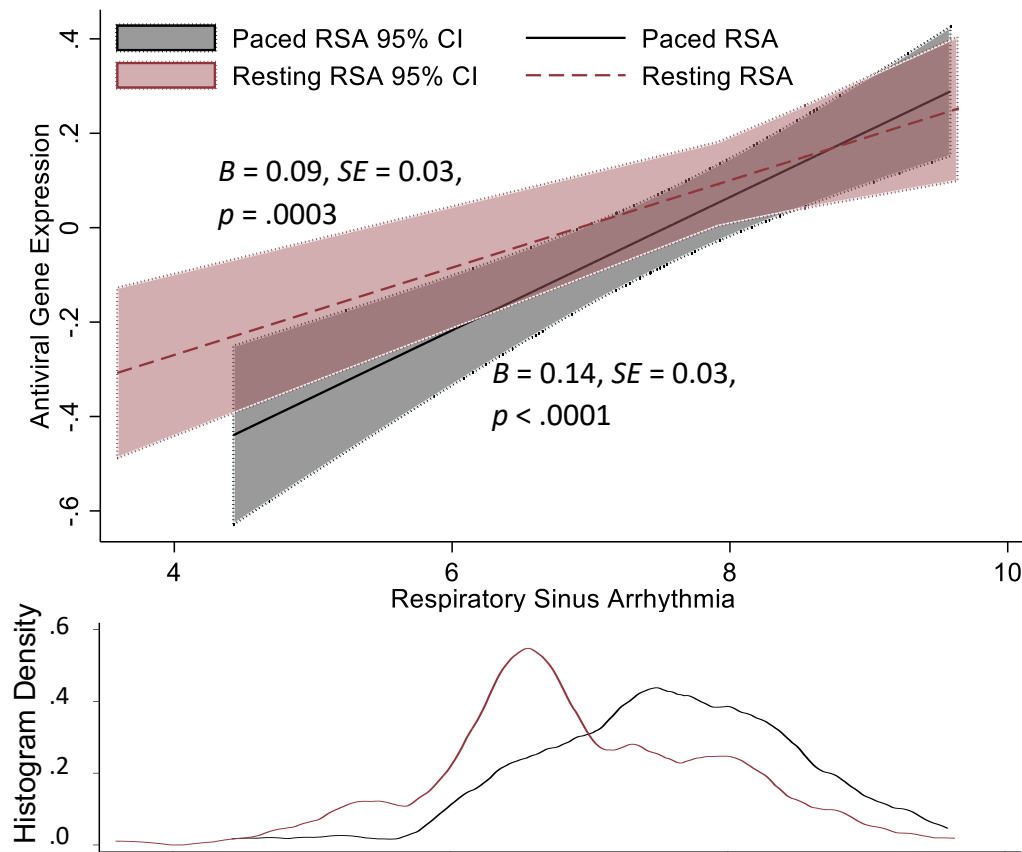 Paced RSA 95% CI
Paced RSA
Resting RSA 95% CI
Resting RSA
B = 0.09, SE = 0.03,
p = .0003
B = 0.14, SE = 0.03,
p < .0001
Antiviral Gene Expression
.4
.2
0
-.2
-.4
-.6
4
6
8
10
Respiratory Sinus Arrhythmia
Histogram Density
.6
.4
.2
.0